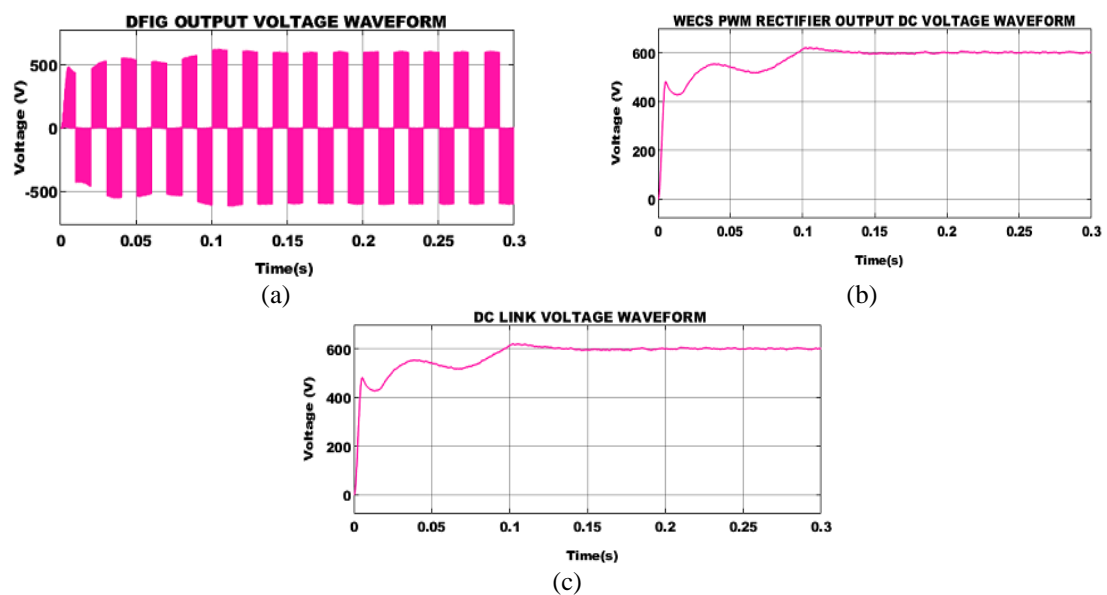 DFIG OUTPUT VOLTAGE WAVEFORM
Voltage (V)
500
0
-500
0 0.05 0.1 0.15 0.2 0.25 0.3
Time(s)
(a)
WECS PWM RECTIFIER OUTPUT DC VOLTAGE WAVEFORM
Voltage (V)
600
400
200
0
0 0.05 0.1 0.15 0.2 0.25 0.3
Time(s)
(b)
DC LINK VOLTAGE WAVEFORM
Voltage (V)
600
400
200
0
0 0.05 0.1 0.15 0.2 0.25 0.3
Time(s)
(c)